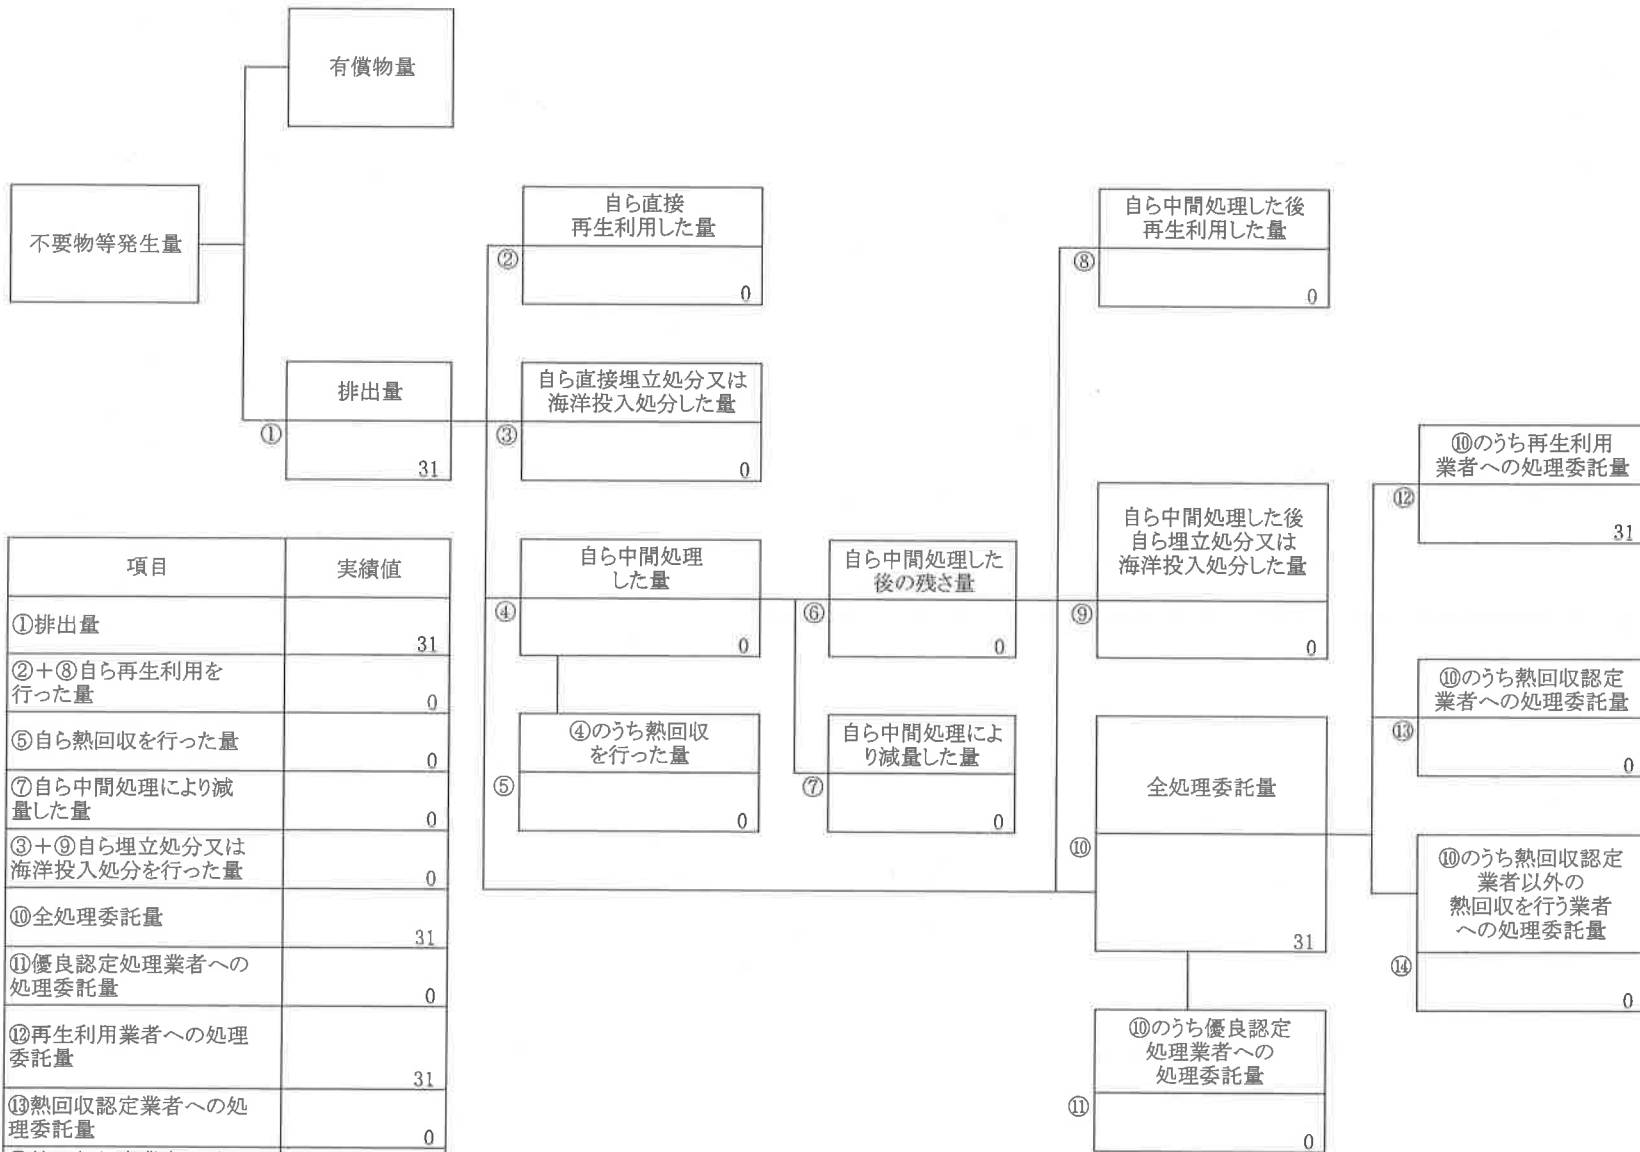 有償物量
不要物等発生量
自ら直接
再生利用した量
②
0
自ら中間処理した後
再生利用した量
⑧
0
排出量
①
31
自ら直接埋立処分又は
海洋投入処分した量
③
0
⑩のうち再生利用
業者への処理委託量
⑫
31
自ら中間処理
した量
④
0
自ら中間処理した
後の残さ量
⑥
0
自ら中間処理した後
自ら埋立処分又は
海洋投入処分した量
⑨
0
⑩のうち熱回収認定
業者への処理委託量
⑬
0
④のうち熱回収
を行った量
⑤
0
自ら中間処理によ
り減量した量
⑦
0
全処理委託量
⑩
31
⑩のうち熱回収認定
業者以外の
熱回収を行う業者
への処理委託量
⑭
0
⑩のうち優良認定
処理業者への
処理委託量
⑪
0
項目 実績値
①排出量
31
②+⑧自ら再生利用を
行った量
0
⑤自ら熱回収を行った量
0
⑦自ら中間処理により減
量した量
0
③+⑨自ら埋立処分又は
海洋投入処分を行った量
0
⑩全処理委託量
31
⑪優良認定処理業者への
処理委託量
0
⑫再生利用業者への処理
委託量
31
⑬熱回収認定業者への処
理委託量
0